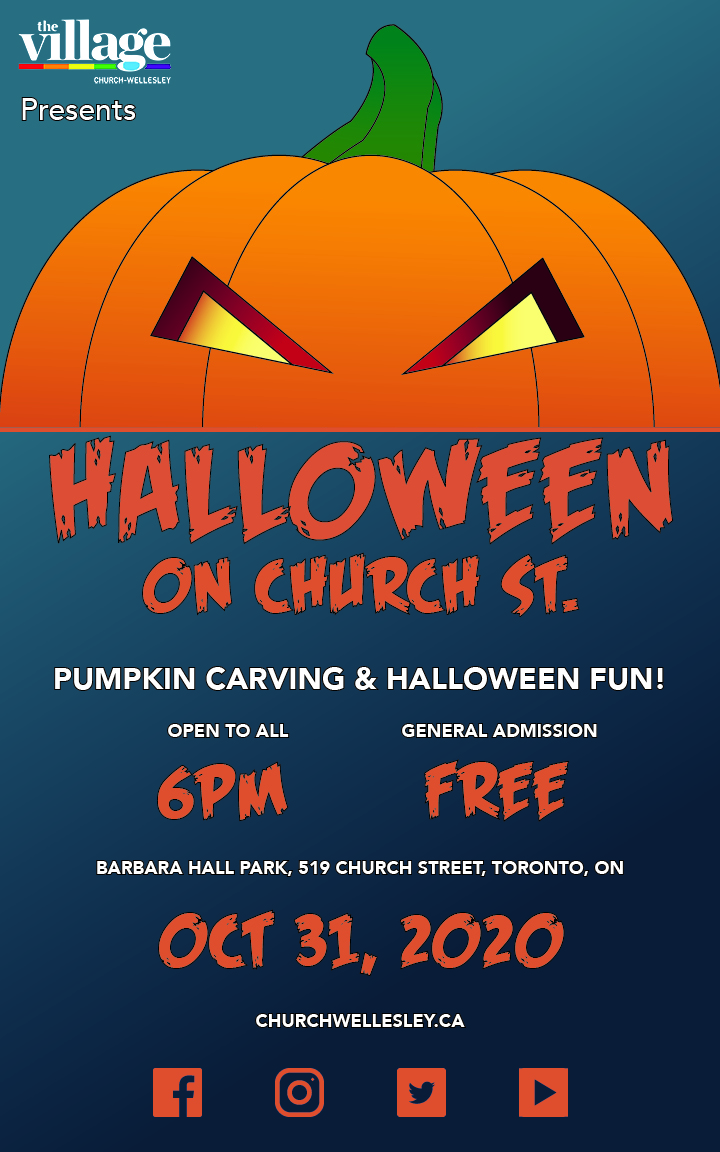 the
village
CHURCH-WELLESLEY
Presents
HALLOWEEN
ON CHURCH ST.
PUMPKIN CARVING & HALLOWEEN FUN!
OPEN TO ALL
GENERAL ADMISSION
6PM
FREE
BARBARA HALL PARK, 519 CHURCH STREET, TORONTO, ON
OCT 31, 2020
CHURCHWELLESLEY.CA